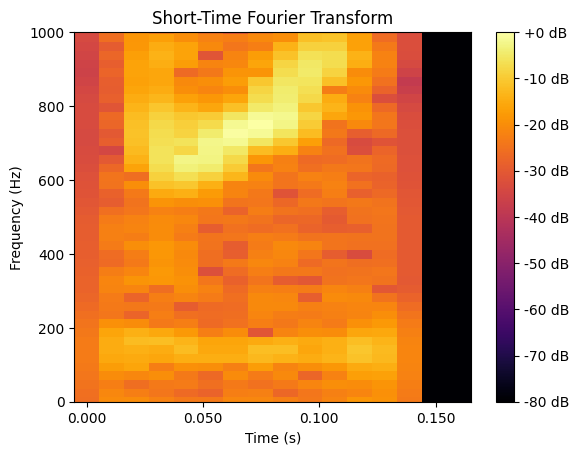 Short-Time Fourier Transform
1000
800
600
400
200
0
Frequency (Hz)
0.000
0.050
0.100
0.150
Time (s)
+0 dB
-10 dB
-20 dB
-30 dB
-40 dB
-50 dB
-60 dB
-70 dB
-80 dB